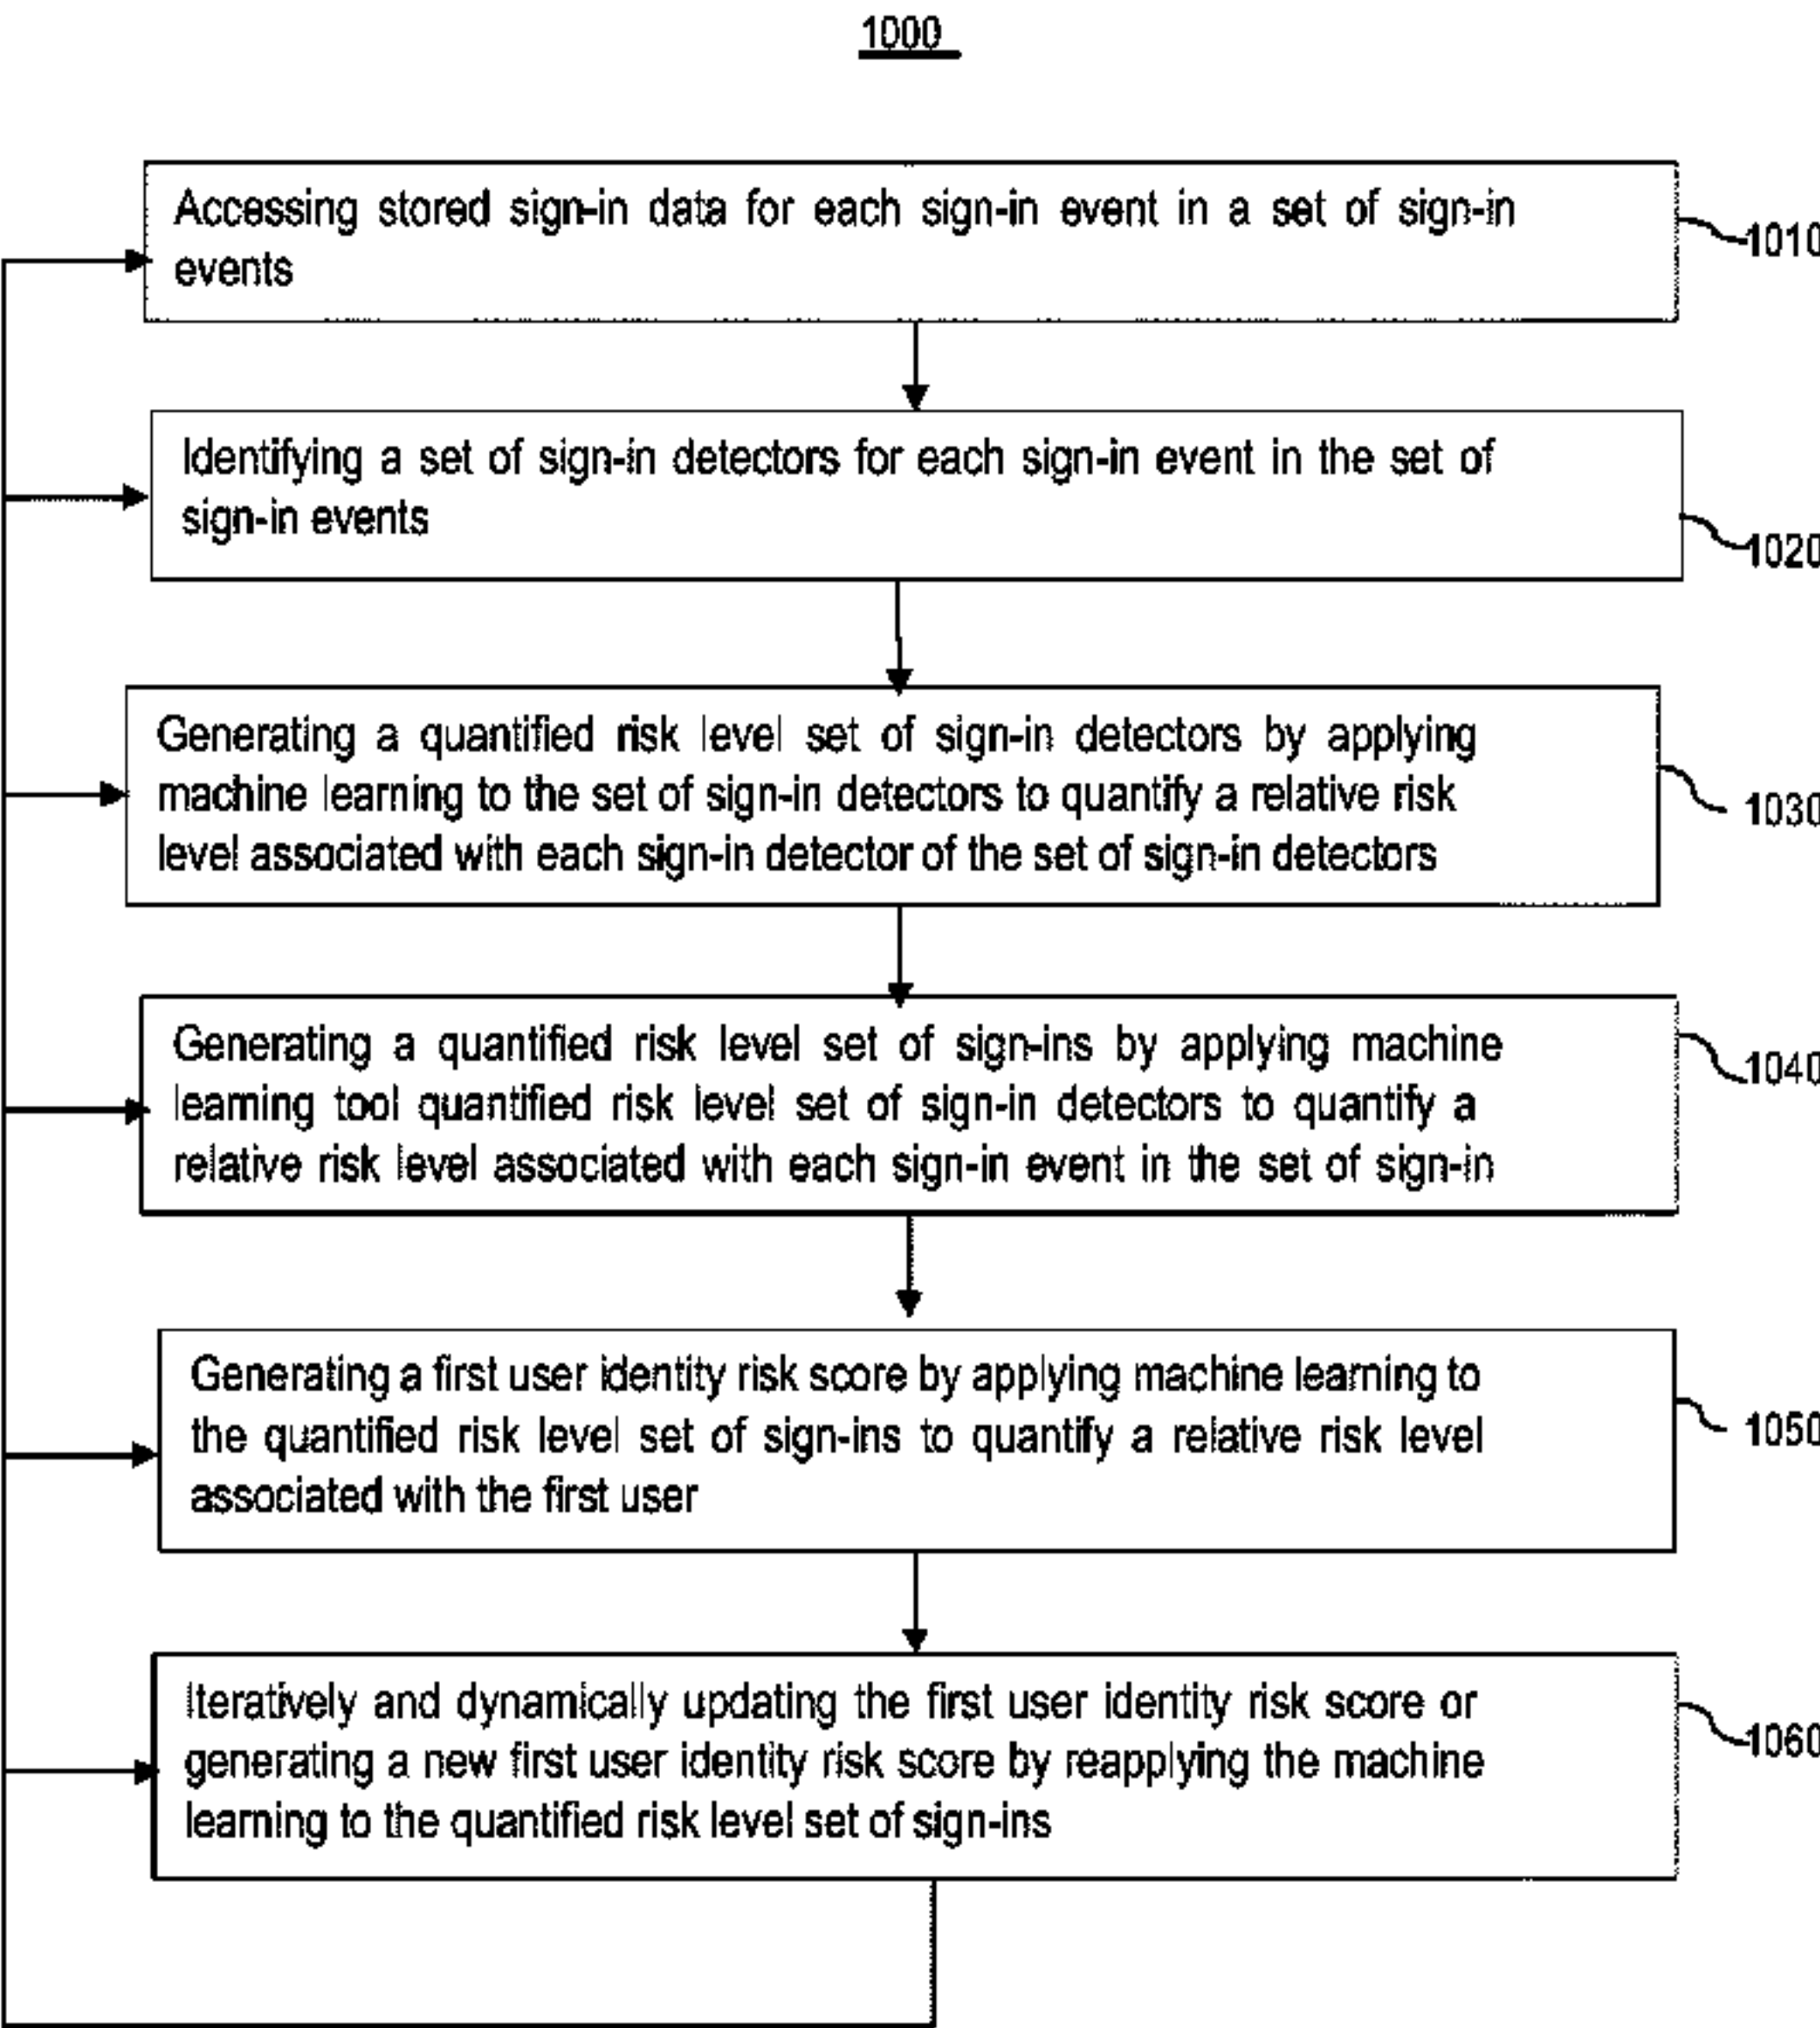 1000
Accessing stored sign-in data for each sign-in event in a set of sign-in
events
1010
Identifying a set of sign-in detectors for each sign-in event in the set of
sign-in events
1020
Generating a quantified risk level set of sign-in detectors by applying
machine learning to the set of sign-in detectors to quantify a relative risk
level associated with each sign-in detector of the set of sign-in detectors
1030
Generating a quantified risk level set of sign-ins by applying machine
learning tool quantified risk level set of sign-in detectors to quantify a
relative risk level associated with each sign-in event in the set of sign-in
1040
Generating a first user identity risk score by applying machine learning to
the quantified risk level set of sign-ins to quantify a relative risk level
associated with the first user
1050
Iteratively and dynamically updating the first user identity risk score or
generating a new first user identity risk score by reapplying the machine
learning to the quantified risk level set of sign-ins
1060